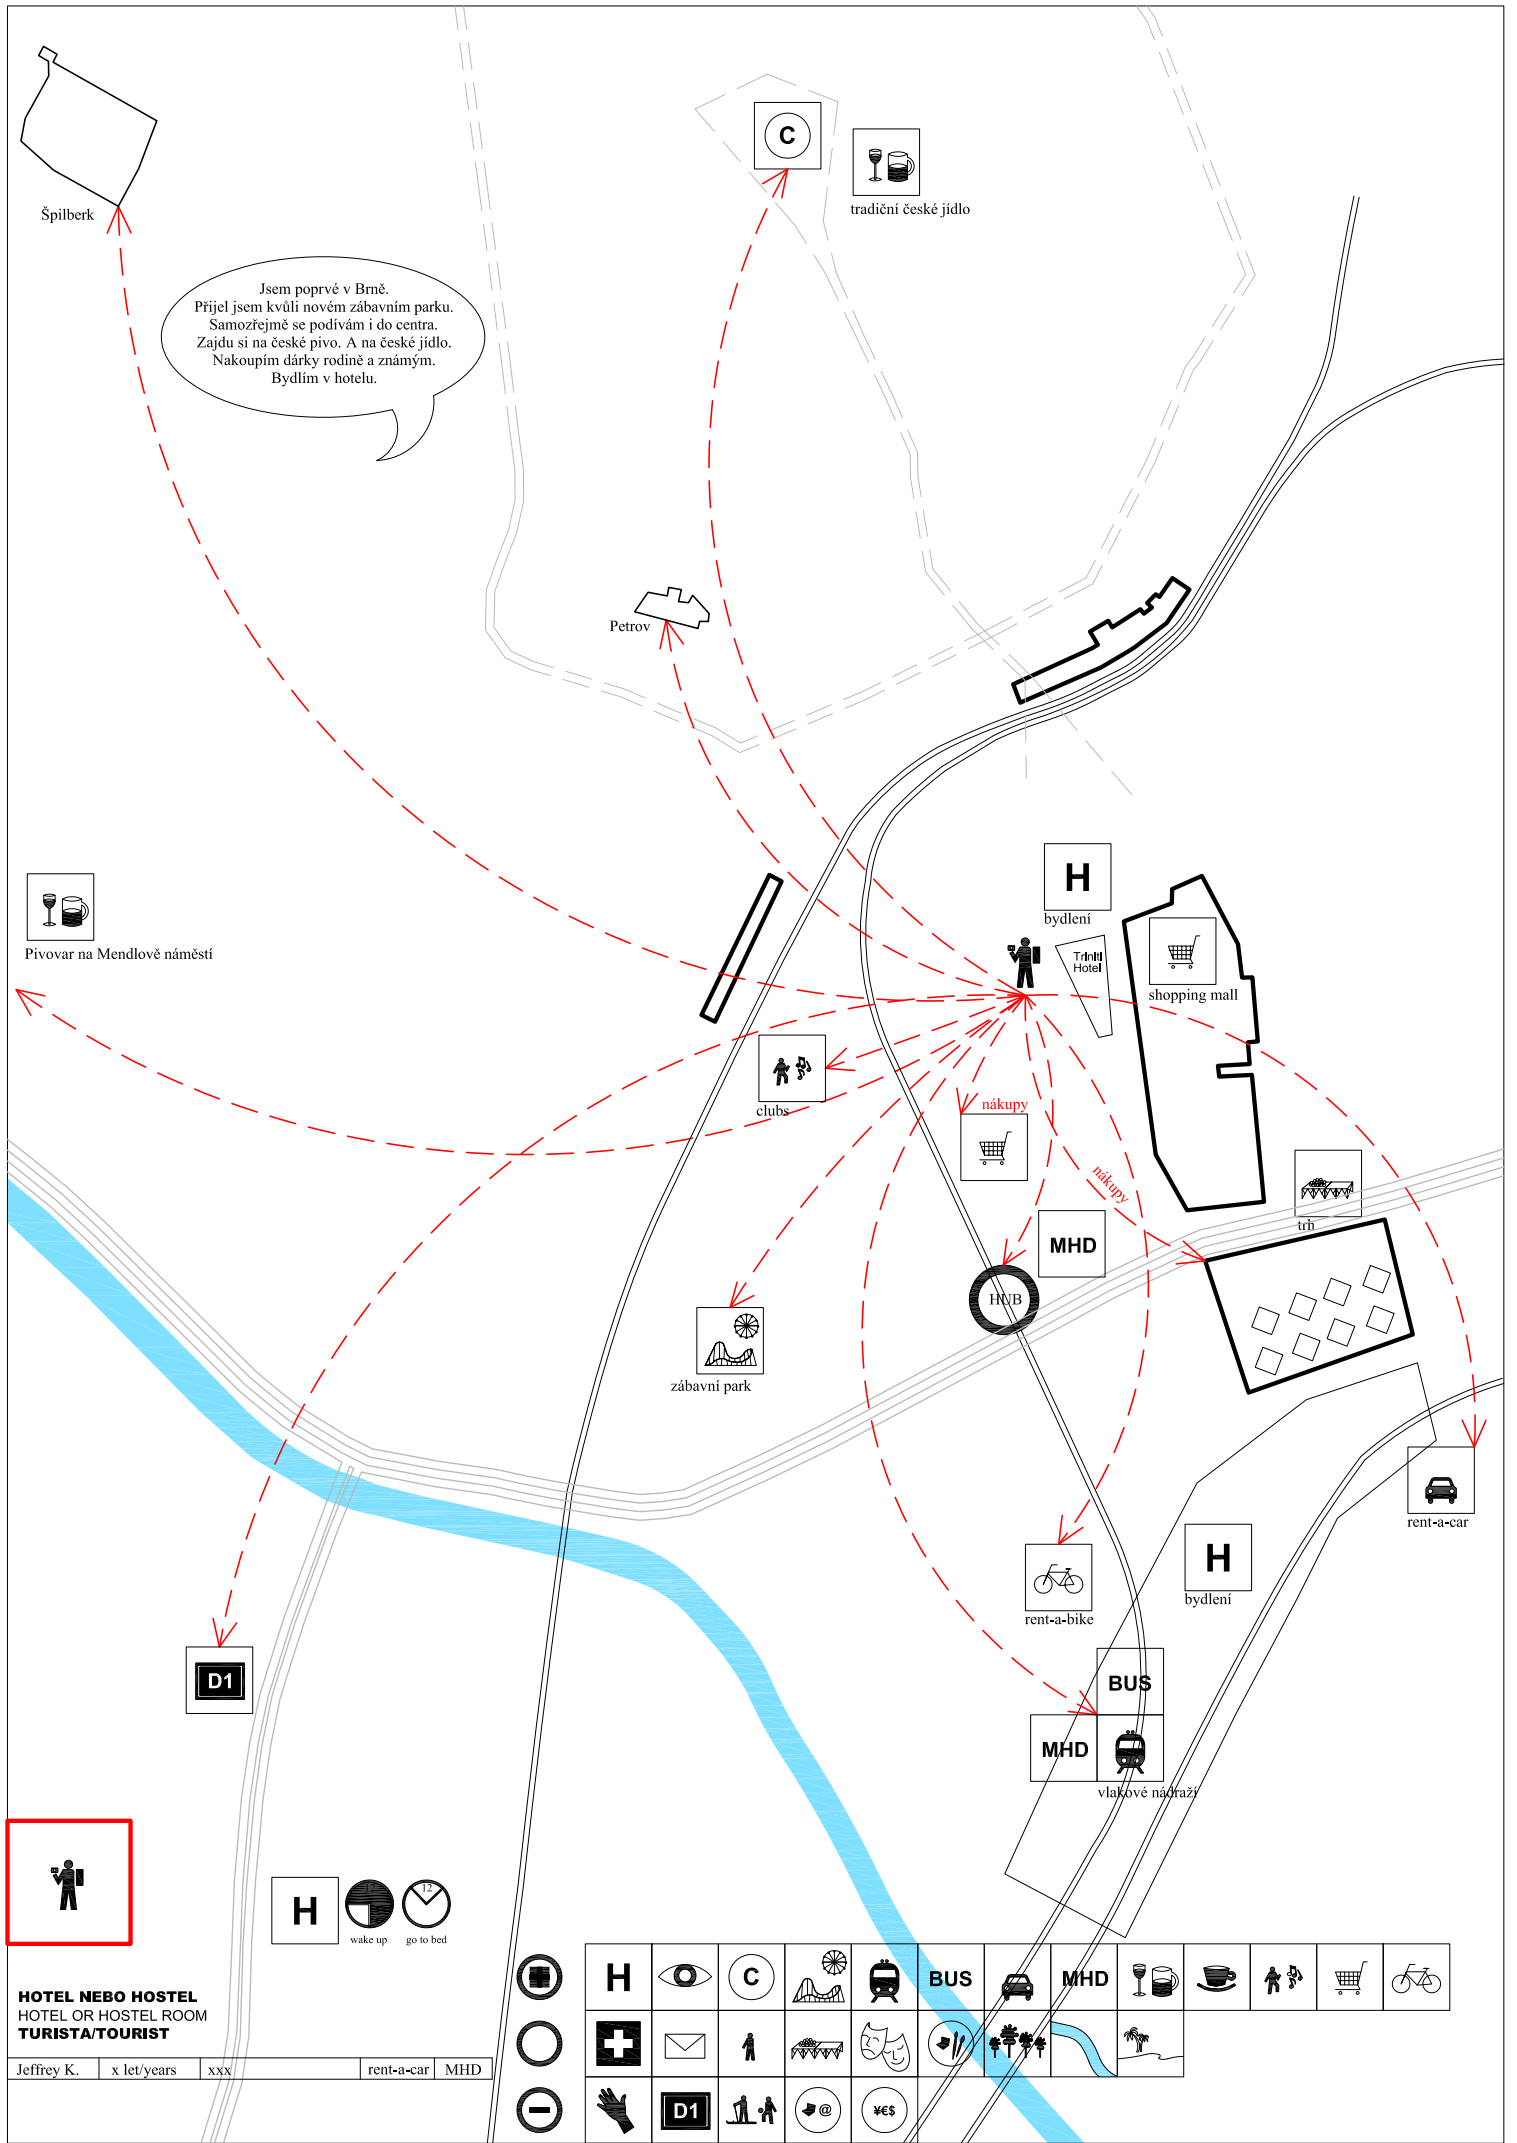 C
tradiční české jídlo
Špilberk
Jsem poprvé v Brně.
Přijel jsem kvůli novém zábavním parku.
Samozřejmě se podívám i do centra.
Zajdu si na české pivo. A na české jídlo.
Nakoupím dárky rodině a známým.
Bydlím v hotelu.
Petrov
H
bydlení
Pivovar na Mendlově náměstí
Triniti
Hotel
shopping mall
clubs
nákupy
nákupy
trh
MHD
HUB
zábavní park
rent-a-car
H
bydlení
rent-a-bike
D1
BUS
MHD
vlakové nádraží
H
12
12
wake up
go to bed
HOTEL NEBO HOSTEL
HOTEL OR HOSTEL ROOM
TURISTA/TOURIST
Jeffrey K. x let/years xxx rent-a-car MHD
H C BUS MHD
D1 @ ¥€$